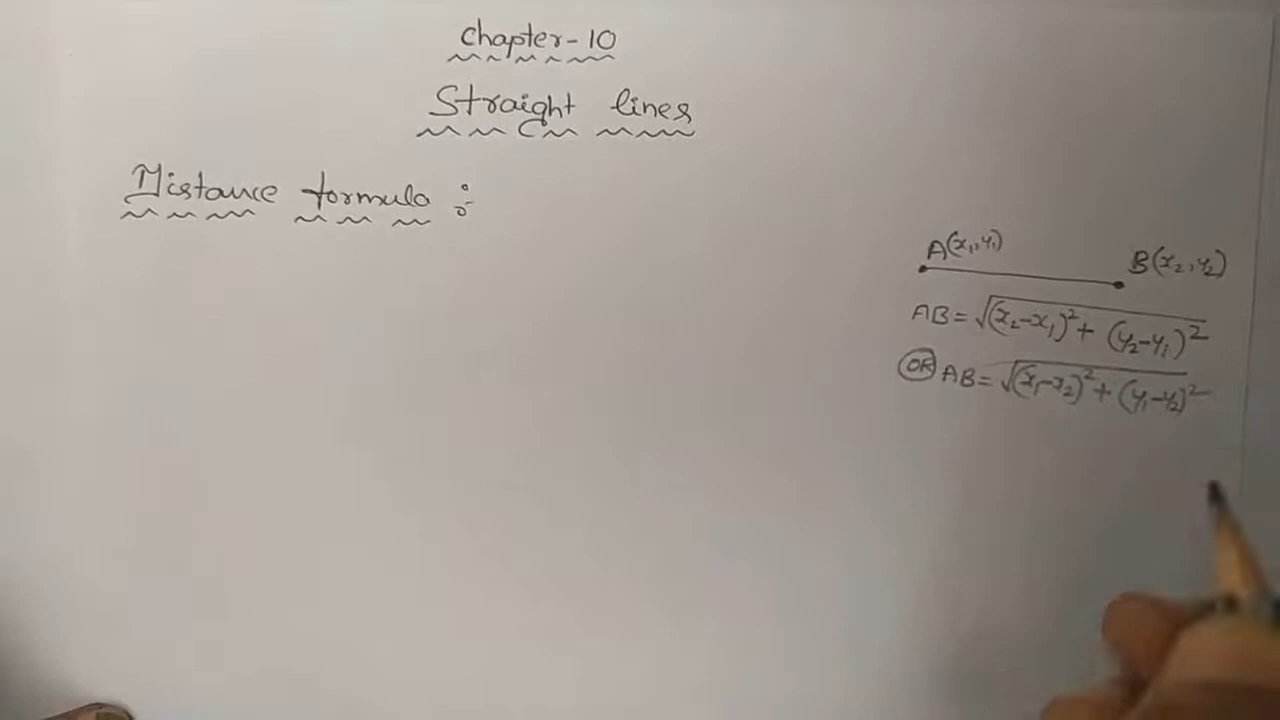 Chapter-10
Straight lines
Distance formula :-
A(x₁,y₁)
B(x₂,y₂)
AB = √(x₂-x₁)² + (y₂-y₁)²
OR AB = √(x₁-x₂)² + (y₁-y₂)²